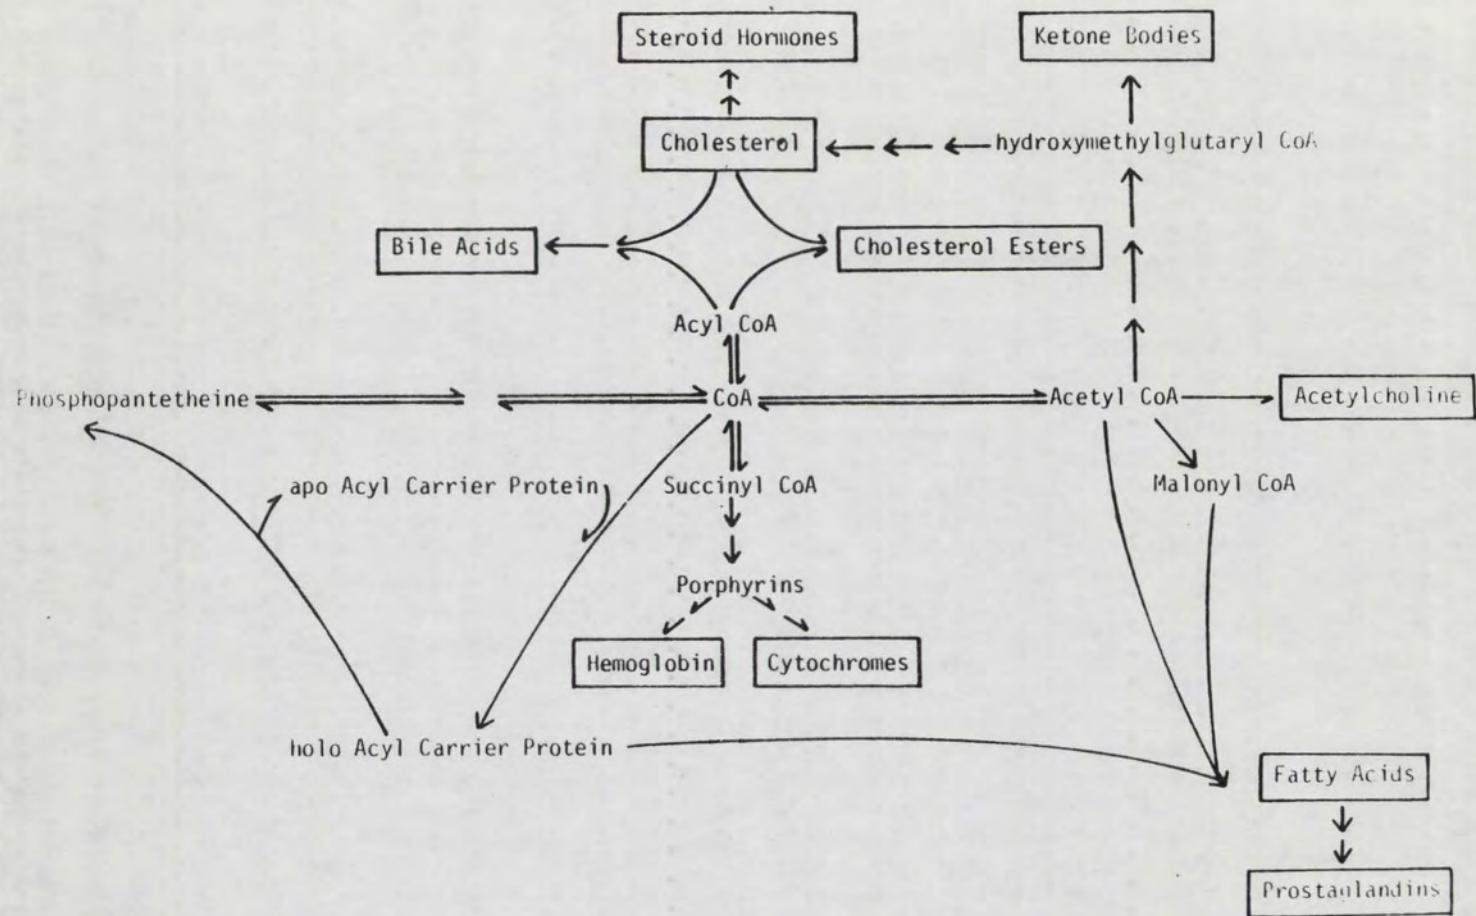 Steroid Hormones
Ketone Bodies
Cholesterol
hydroxymethylglutaryl CoA
Bile Acids
Cholesterol Esters
Acyl CoA
Phosphopantetheine
CoA
Acetyl CoA
Acetylcholine
apo Acyl Carrier Protein
Succinyl CoA
Malonyl CoA
Porphyrins
Hemoglobin
Cytochromes
holo Acyl Carrier Protein
Fatty Acids
Prostaglandins